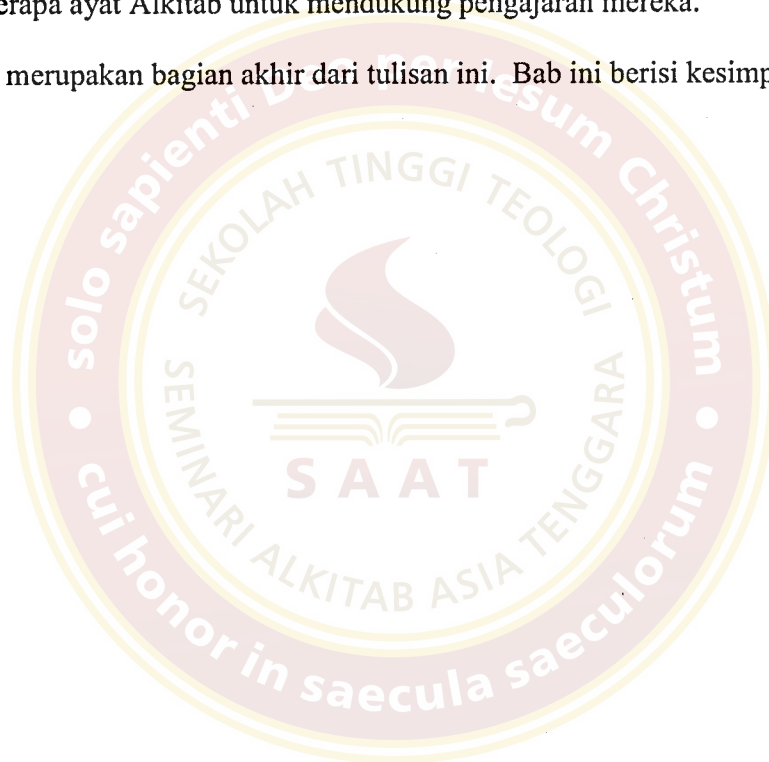 erapa ayat Alkitab untuk mendukung pengajaran mereka.
merupakan bagian akhir dari tulisan ini. Bab ini berisi kesimp
solo sapienti Deo per Iesum Christum
SEKOLAH TINGGI TEOLOGI
SEMINARI ALKITAB ASIA TENGGARA
SAAT
cui honor in saecula saeculorum